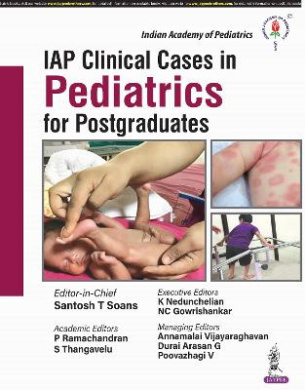 Indian Academy of Pediatrics
IAP Clinical Cases in
Pediatrics
for Postgraduates
Editor-in-Chief
Santosh T Soans
Academic Editors
P Ramachandran
S Thangavelu
Executive Editors
K Nedunchelian
NC Gowrishankar
Managing Editors
Annamalai Vijayaraghavan
Durai Arasan G
Poovazhagi V
JAYPEE